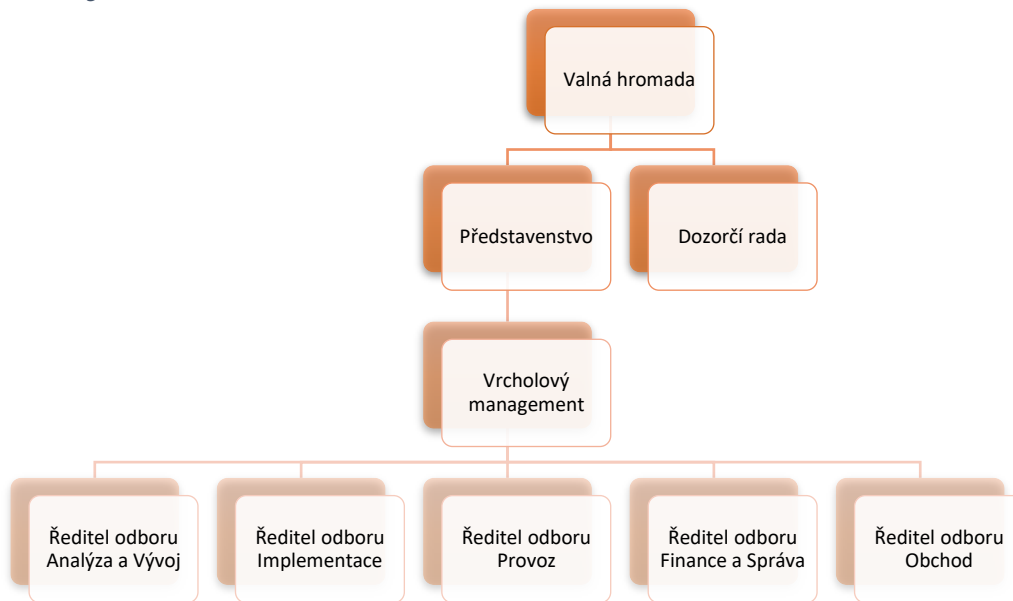 Valná hromada
Představenstvo
Dozorčí rada
Vrcholový
management
Ředitel odboru
Analýza a Vývoj
Ředitel odboru
Implementace
Ředitel odboru
Provoz
Ředitel odboru
Finance a Správa
Ředitel odboru
Obchod